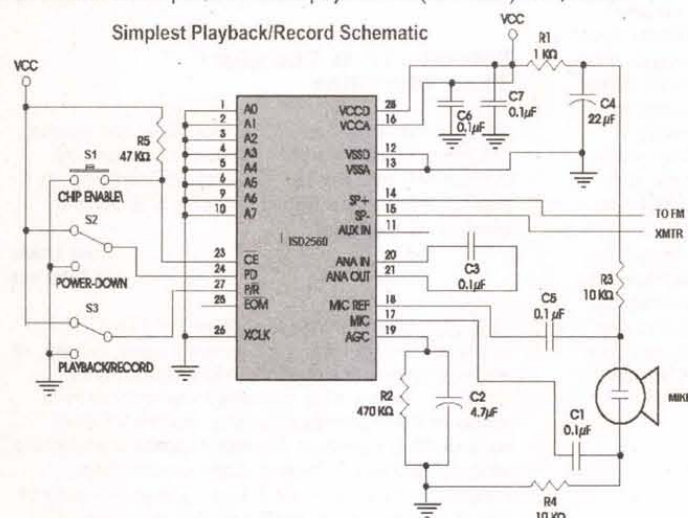 Simplest Playback/Record Schematic
VCC
VCC
R1
1 KΩ
C7
0.1µF
C6
0.1µF
C4
22µF
R5
47 KΩ
S1
CHIP ENABLE\
S2
POWER-DOWN
S3
PLAYBACK/RECORD
1 A0
2 A1
3 A2
4 A3
5 A4
6 A5
9 A6
10 A7
ISD2560
23 CE
24 PD
27 P/R
25 EOM
26 XCLK
VCCD 28
VCCA 16
VSSD 12
VSSA 13
SP+ 14
SP- 15
AUX IN 11
ANA IN 20
ANA OUT 21
MIC REF 18
MIC 17
AGC 19
TO FM
XMTR
C3
0.1µF
R3
10 KΩ
C5
0.1µF
MIKE
R2
470 KΩ
C2
4.7µF
C1
0.1µF
R4
10 KΩ